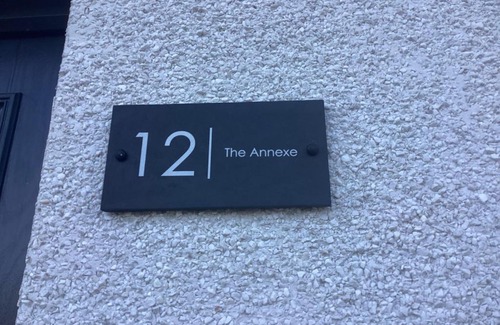 12 | The Annexe